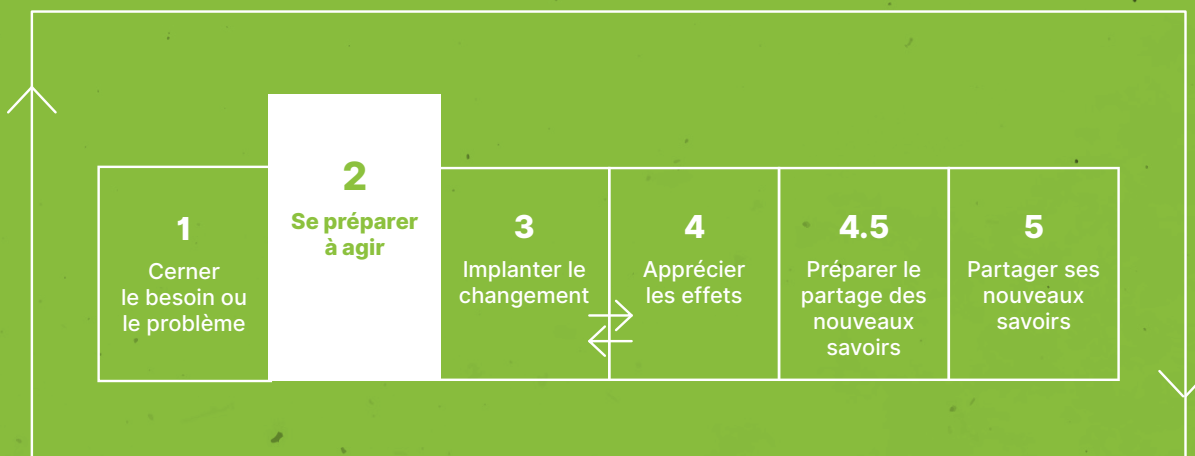 1
Cerner
le besoin ou
le problème
2
Se préparer
à agir
3
Implanter le
changement
4
Apprécier
les effets
4.5
Préparer le
partage des
nouveaux
savoirs
5
Partager ses
nouveaux
savoirs